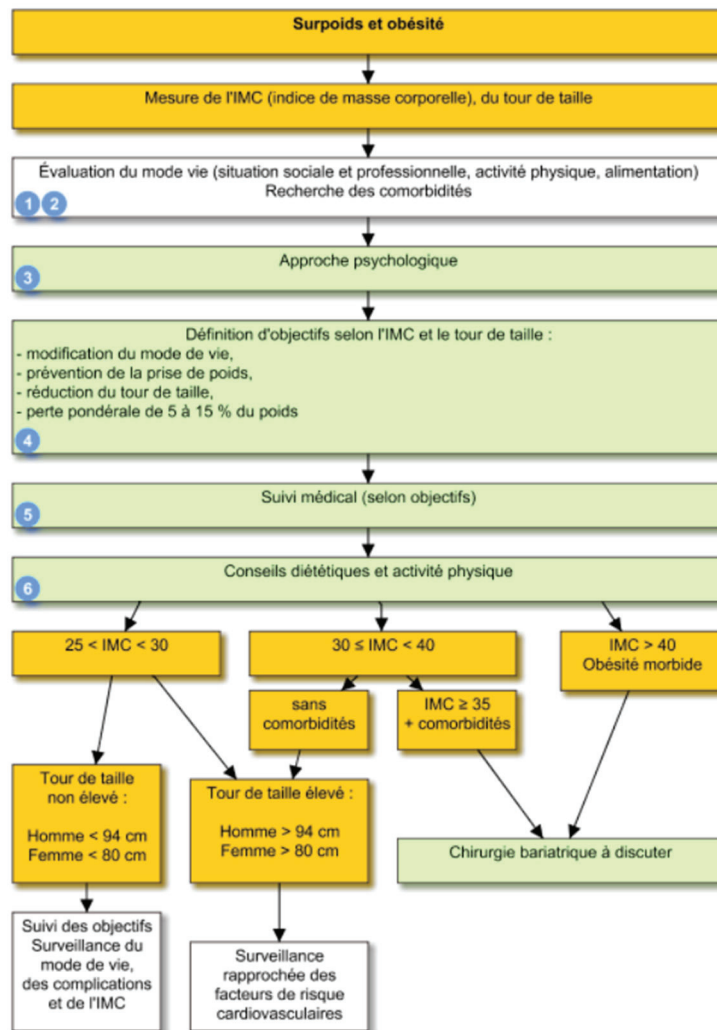 Surpoids et obésité
Mesure de l'IMC (indice de masse corporelle), du tour de taille
Évaluation du mode vie (situation sociale et professionnelle, activité physique, alimentation)
Recherche des comorbidités
1 2
Approche psychologique
3
Définition d'objectifs selon l'IMC et le tour de taille :
- modification du mode de vie,
- prévention de la prise de poids,
- réduction du tour de taille,
- perte pondérale de 5 à 15 % du poids
4
Suivi médical (selon objectifs)
5
Conseils diététiques et activité physique
6
25 < IMC < 30
30 ≤ IMC < 40
IMC > 40
Obésité morbide
sans
comorbidités
IMC ≥ 35
+ comorbidités
Tour de taille
non élevé :
Homme < 94 cm
Femme < 80 cm
Tour de taille élevé :
Homme > 94 cm
Femme > 80 cm
Chirurgie bariatrique à discuter
Suivi des objectifs
Surveillance du
mode de vie,
des complications
et de l'IMC
Surveillance
rapprochée des
facteurs de risque
cardiovasculaires